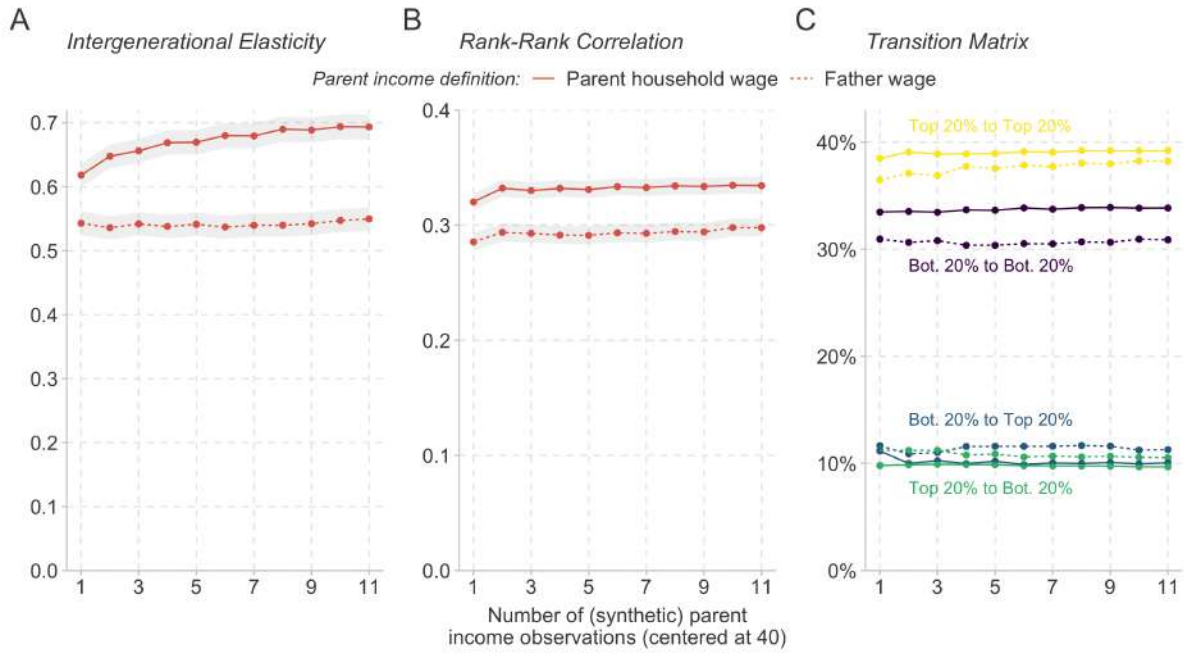 A
Intergenerational Elasticity
B
Rank-Rank Correlation
C
Transition Matrix
Parent income definition: Parent household wage Father wage
0.7
0.6
0.5
0.4
0.3
0.2
0.1
0.0
1 3 5 7 9 11
0.4
0.3
0.2
0.1
0.0
1 3 5 7 9 11
Number of (synthetic) parent
income observations (centered at 40)
40%
30%
20%
10%
0%
Top 20% to Top 20%
Bot. 20% to Bot. 20%
Bot. 20% to Top 20%
Top 20% to Bot. 20%
1 3 5 7 9 11